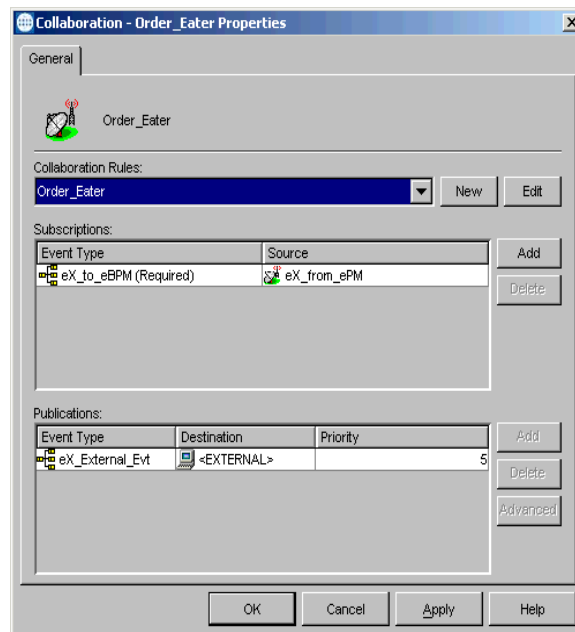 Collaboration - Order_Eater Properties
General
Order_Eater
Collaboration Rules:
Order_Eater New Edit
Subscriptions:
Event Type Source Add
eX_to_eBPM (Required) eX_from_ePM Delete
Publications:
Event Type Destination Priority Add
eX_External_Evt <EXTERNAL> 5 Delete
Advanced
OK Cancel Apply Help